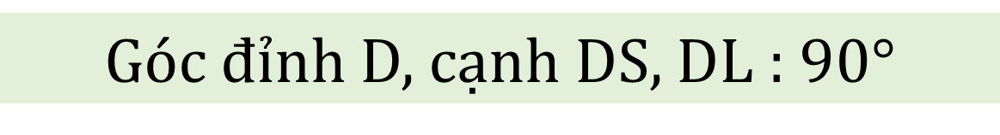 Góc đỉnh D, cạnh DS, DL : 90°